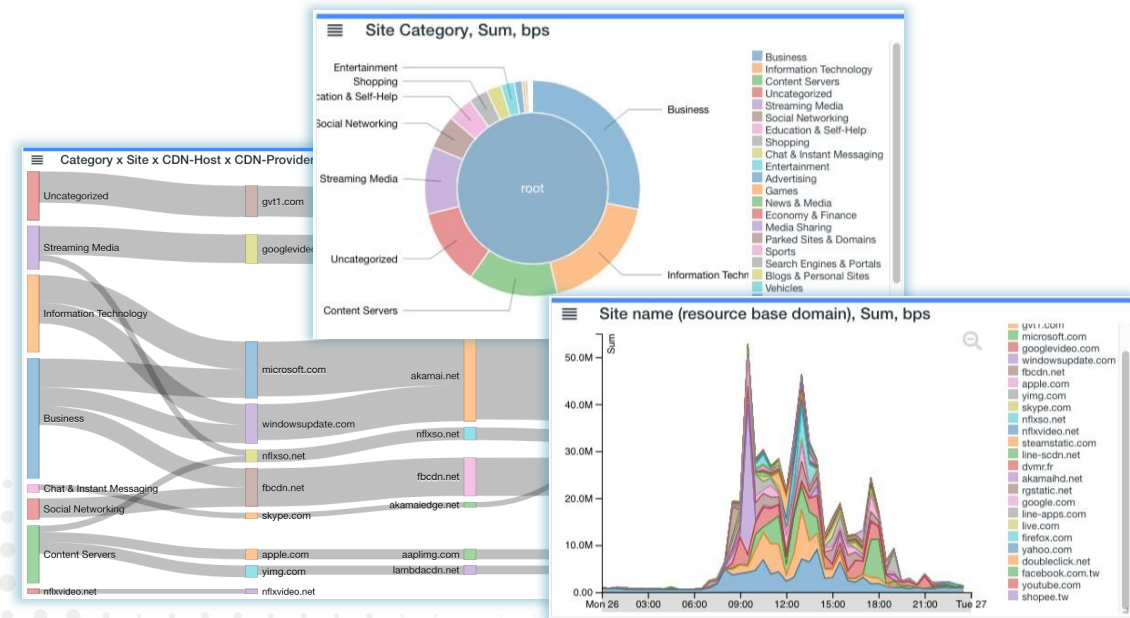 Site Category, Sum, bps
Entertainment
Shopping
cation & Self-Help
Social Networking
Streaming Media
Uncategorized
Content Servers
Business
Information Techn
root
Business
Information Technology
Content Servers
Uncategorized
Streaming Media
Social Networking
Education & Self-Help
Shopping
Chat & Instant Messaging
Entertainment
Advertising
Games
News & Media
Economy & Finance
Media Sharing
Parked Sites & Domains
Sports
Search Engines & Portals
Blogs & Personal Sites
Vehicles
Category x Site x CDN-Host x CDN-Provider
Uncategorized
Streaming Media
Information Technology
Business
Chat & Instant Messaging
Social Networking
Content Servers
nflxvideo.net
gvt1.com
googlevideo
microsoft.com
windowsupdate.com
nflxso.net
fbcdn.net
skype.com
apple.com
yimg.com
nflxvideo.net
akamai.net
nflxso.net
fbcdn.net
akamaiedge.net
aaplimg.com
lambdacdn.net
Site name (resource base domain), Sum, bps
Sum
50.0M
40.0M
30.0M
20.0M
10.0M
0.00
Mon 26 03:00 06:00 09:00 12:00 15:00 18:00 21:00 Tue 27
gvt1.com
microsoft.com
googlevideo.com
windowsupdate.com
fbcdn.net
apple.com
yimg.com
skype.com
nflxso.net
nflxvideo.net
steamstatic.com
line-scdn.net
dvmr.fr
akamaihd.net
rgstatic.net
google.com
line-apps.com
live.com
firefox.com
yahoo.com
doubleclick.net
facebook.com.tw
youtube.com
shopee.tw